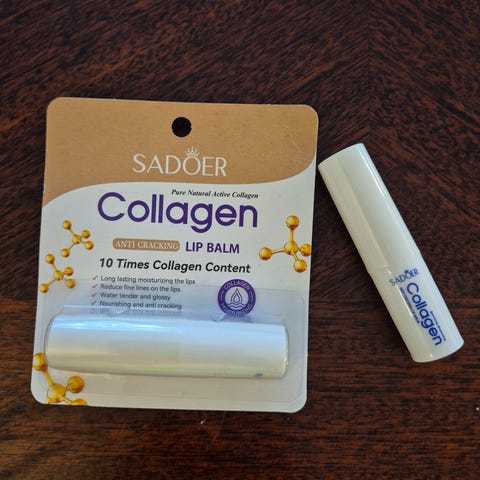 SADOER
Pure Natural Active Collagen
Collagen
ANTI CRACKING LIP BALM
10 Times Collagen Content
✓ Long lasting moisturizing the lips
✓ Reduce fine lines on the lips
✓ Water tender and glossy
✓ Nourishing and anti cracking
COLLAGEN
SADOER
Collagen